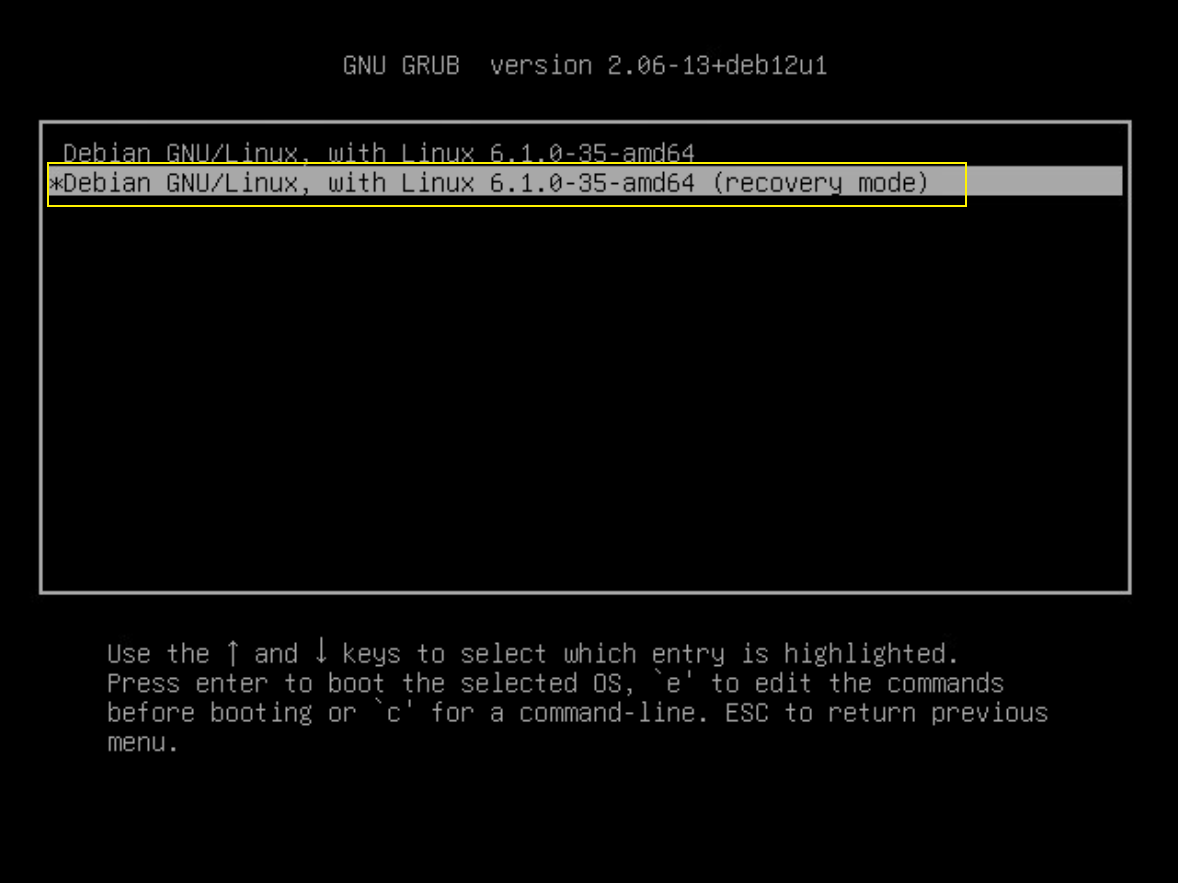 GNU GRUB  version 2.06-13+deb12u1
Debian GNU/Linux, with Linux 6.1.0-35-amd64
*Debian GNU/Linux, with Linux 6.1.0-35-amd64 (recovery mode)
Use the ↑ and ↓ keys to select which entry is highlighted.
Press enter to boot the selected OS, `e' to edit the commands
before booting or `c' for a command-line. ESC to return previous
menu.